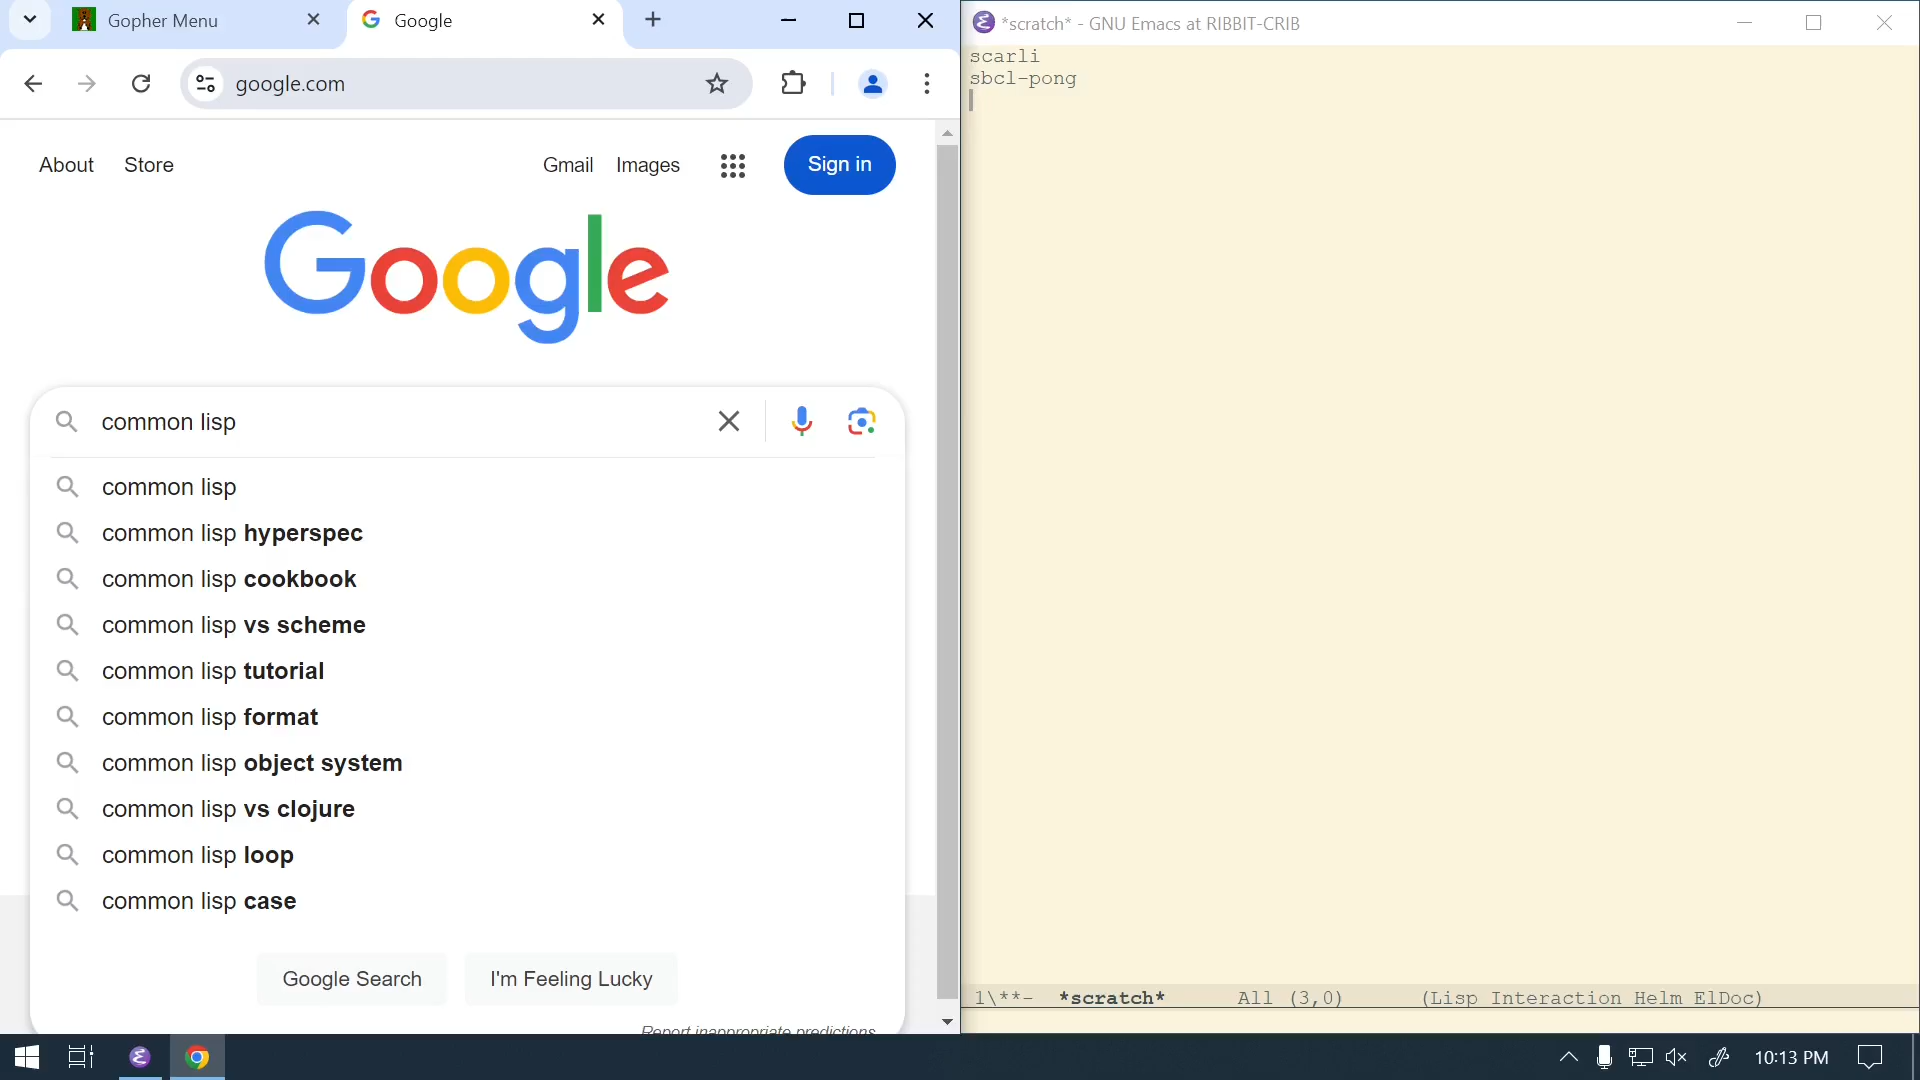 Gopher Menu
Google
google.com
About Store Gmail Images Sign in
Google
common lisp
common lisp
common lisp hyperspec
common lisp cookbook
common lisp vs scheme
common lisp tutorial
common lisp format
common lisp object system
common lisp vs clojure
common lisp loop
common lisp case
Google Search I'm Feeling Lucky
Report inappropriate predictions
*scratch* - GNU Emacs at RIBBIT-CRIB
scarli
sbcl-pong
1\**- *scratch* All (3,0) (Lisp Interaction Helm ElDoc)
10:13 PM